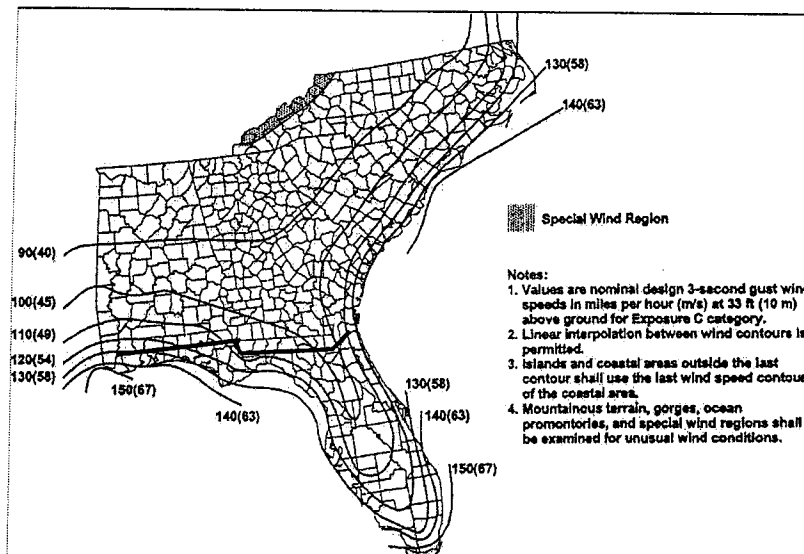 130(58)
140(63)
Special Wind Region
90(40)
100(45)
110(49)
120(54)
130(58)
150(67)
140(63)
130(58)
140(63)
150(67)
Notes:
1. Values are nominal design 3-second gust win
speeds in miles per hour (m/s) at 33 ft (10 m)
above ground for Exposure C category.
2. Linear interpolation between wind contours is
permitted.
3. Islands and coastal areas outside the last
contour shall use the last wind speed contou
of the coastal area.
4. Mountainous terrain, gorges, ocean
promontories, and special wind regions shall
be examined for unusual wind conditions.